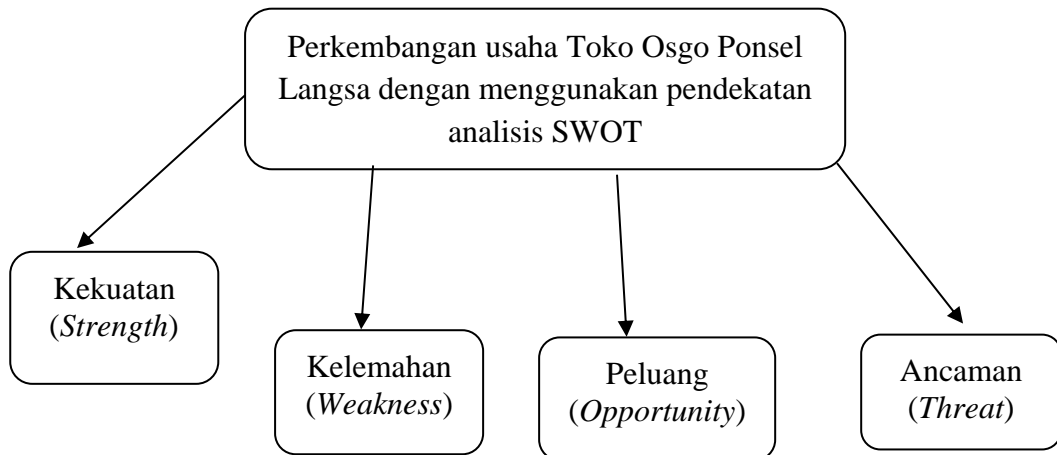 Perkembangan usaha Toko Osgo Ponsel
Langsa dengan menggunakan pendekatan
analisis SWOT
Kekuatan
(Strength)
Kelemahan
(Weakness)
Peluang
(Opportunity)
Ancaman
(Threat)